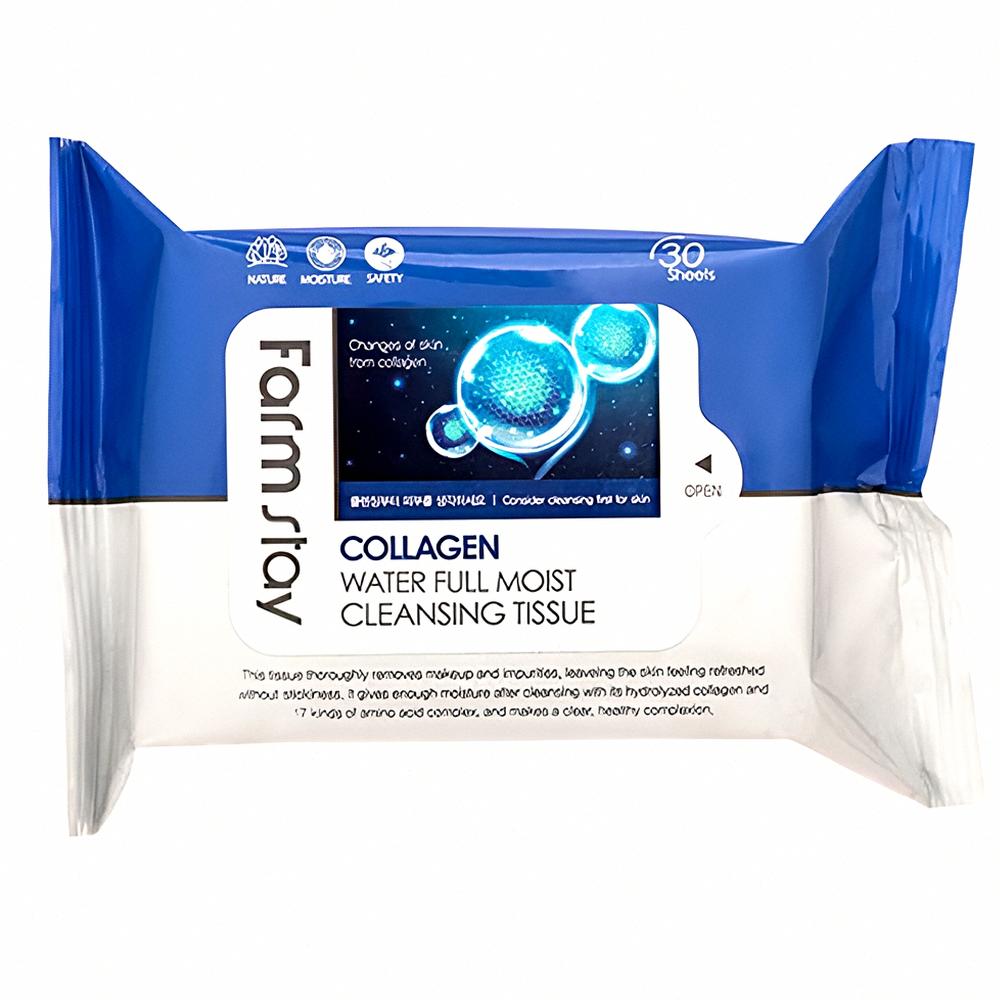 NATURE MOISTURE SAFETY
30
Sheets
Farm stay
Changes of skin
from collagen
| Consider cleansing first for skin
OPEN
COLLAGEN
WATER FULL MOIST
CLEANSING TISSUE
This tissue thoroughly removes makeup and impurities, leaveing the skin feeling refreshed
without stickiness. It gives enough moisture after cleansing with its hydrolyzed collagen and
17 kinds of amino acid complex, and makes a clear, healthy complexion.